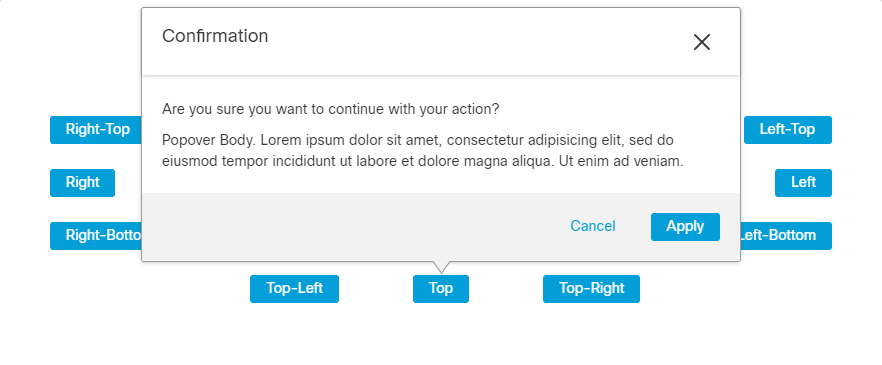 Confirmation
Are you sure you want to continue with your action?
Popover Body. Lorem ipsum dolor sit amet, consectetur adipisicing elit, sed do
eiusmod tempor incididunt ut labore et dolore magna aliqua. Ut enim ad veniam.
Cancel
Apply
Right-Top
Left-Top
Right
Left
Right-Botto
Left-Bottom
Top-Left
Top
Top-Right